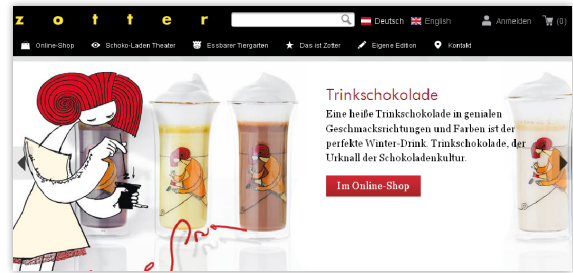 zotter
Deutsch English Anmelden (0)
Online-Shop Schoko-Laden Theater Essbarer Tiergarten Das ist Zotter Eigene Edition Kontakt
Trinkschokolade
Eine heiße Trinkschokolade in genialen
Geschmacksrichtungen und Farben ist der
perfekte Winter-Drink. Trinkschokolade, der
Urknall der Schokoladenkultur.
Im Online-Shop